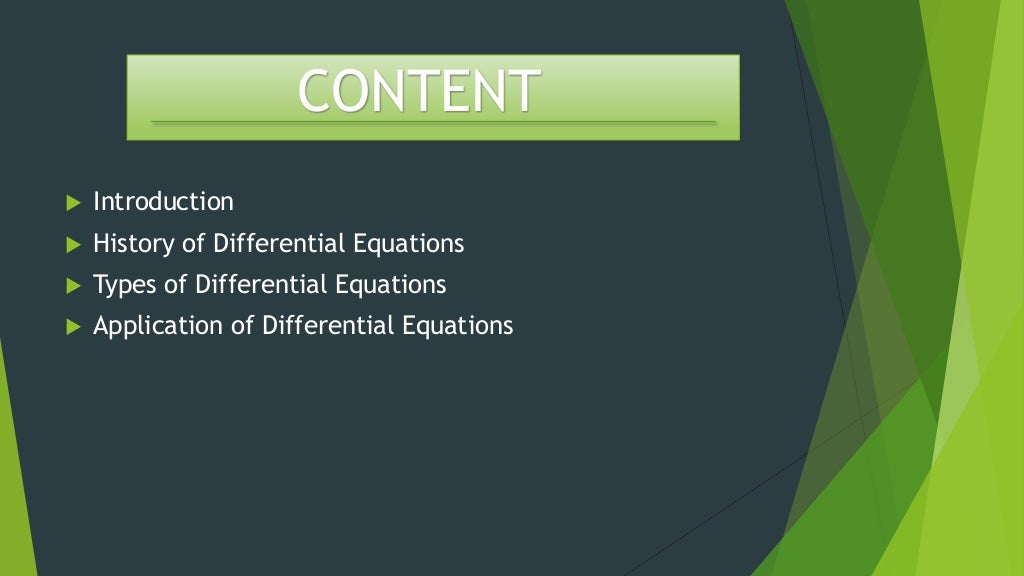 CONTENT
Introduction
History of Differential Equations
Types of Differential Equations
Application of Differential Equations